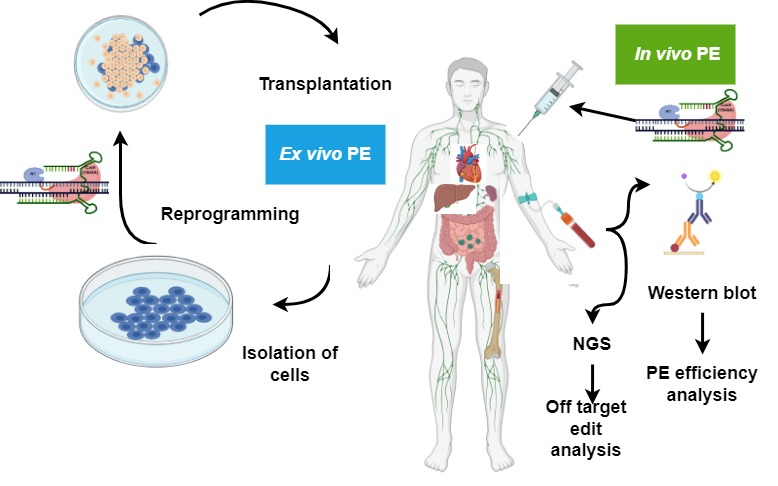 In vivo PE
Transplantation
Ex vivo PE
Reprogramming
Isolation of
cells
Western blot
NGS
PE efficiency
analysis
Off target
edit
analysis